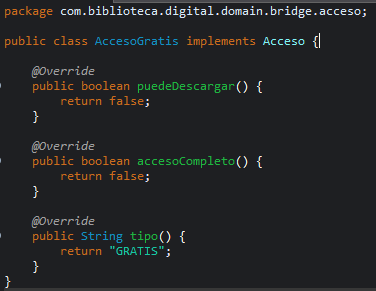 package com.biblioteca.digital.domain.bridge.acceso;
public class AccesoGratis implements Acceso {
@Override
public boolean puedeDescargar() {
return false;
}
@Override
public boolean accesoCompleto() {
return false;
}
@Override
public String tipo() {
return "GRATIS";
}
}